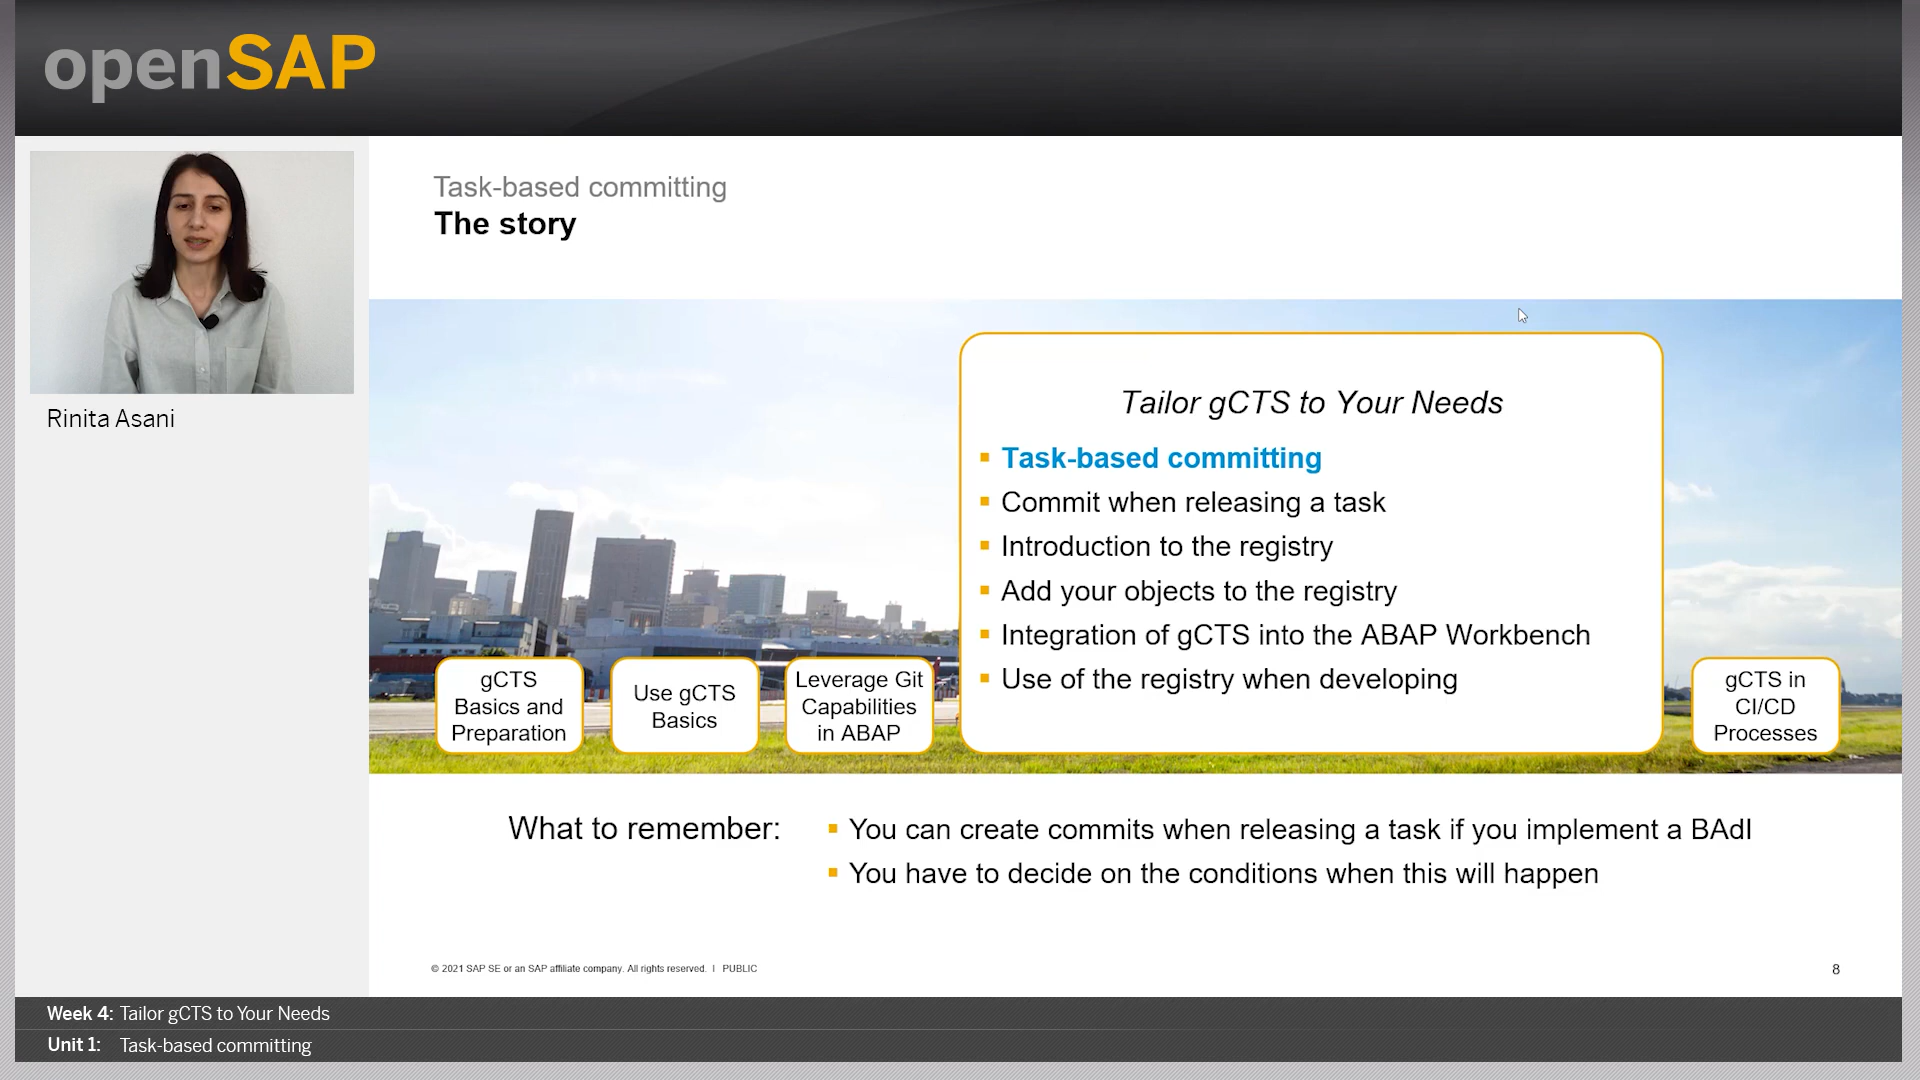 openSAP
Rinita Asani
Task-based committing
The story
Tailor gCTS to Your Needs
Task-based committing
Commit when releasing a task
Introduction to the registry
Add your objects to the registry
Integration of gCTS into the ABAP Workbench
Use of the registry when developing
gCTS
Basics and
Preparation
Use gCTS
Basics
Leverage Git
Capabilities
in ABAP
gCTS in
CI/CD
Processes
What to remember:
You can create commits when releasing a task if you implement a BAdI
You have to decide on the conditions when this will happen
© 2021 SAP SE or an SAP affiliate company. All rights reserved. I PUBLIC
8
Week 4: Tailor gCTS to Your Needs
Unit 1: Task-based committing